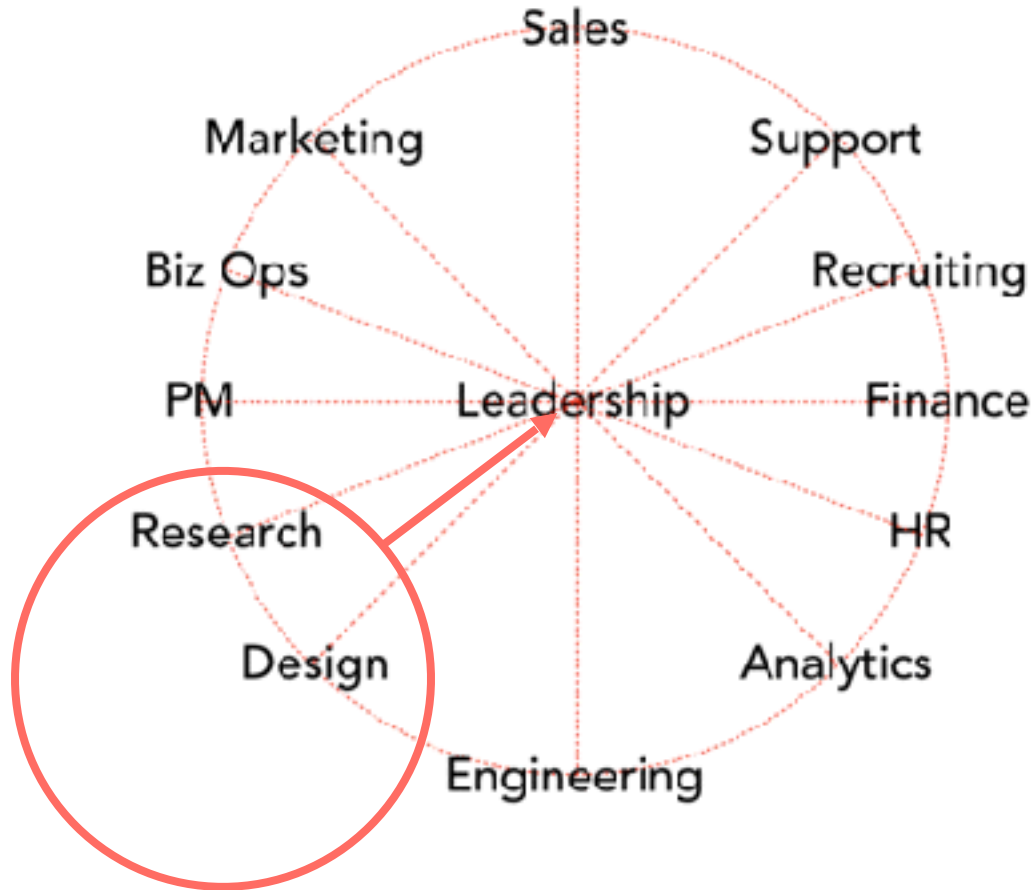 Sales
Marketing
Support
Biz Ops
Recruiting
PM
Leadership
Finance
Research
HR
Design
Analytics
Engineering